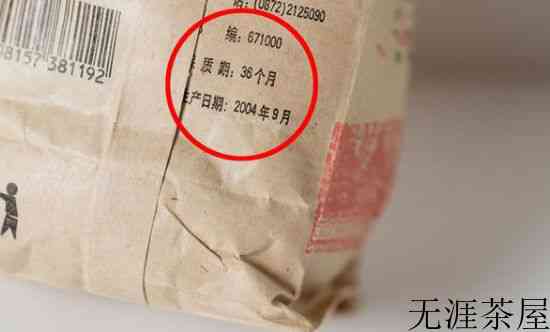 话：(0872)2125090
编：671000
质期：36个月
产日期：2004年9月
08157 381192
无涯茶屋